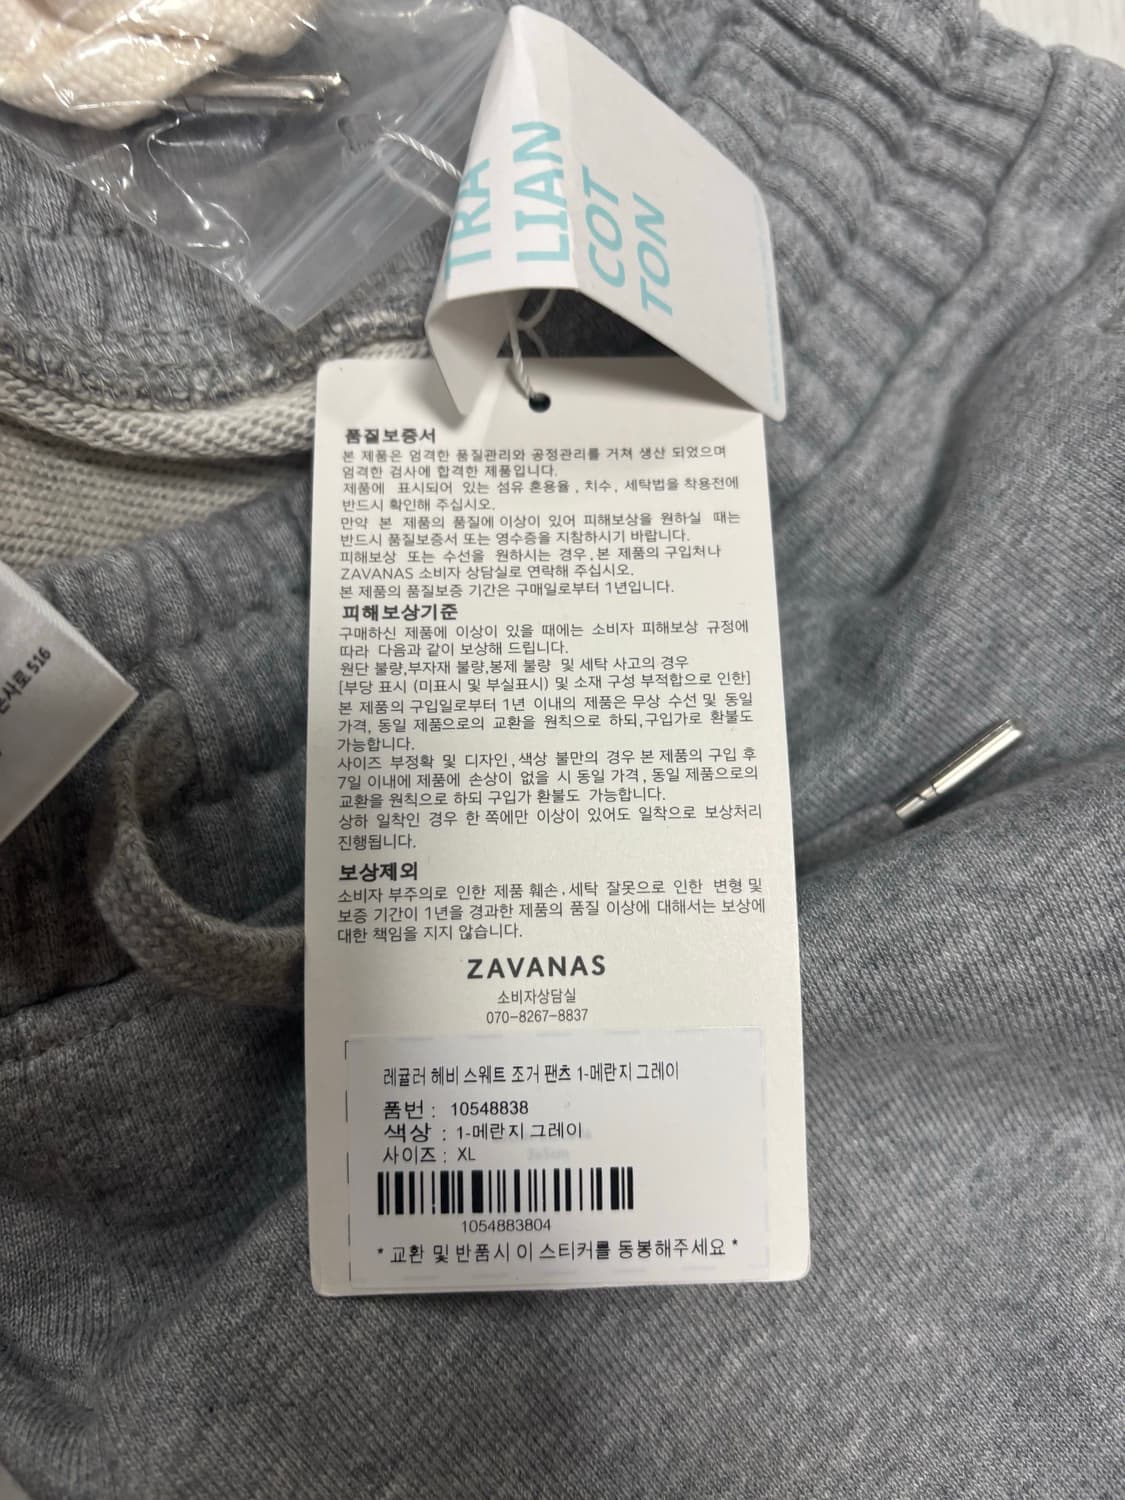 TRA
LIAN
COT
TON
품질보증서
본 제품은 엄격한 품질관리와 공정관리를 거쳐 생산 되었으며
엄격한 검사에 합격한 제품입니다.
제품에 표시되어 있는 섬유 혼용율, 치수, 세탁법을 착용전에
반드시 확인해 주십시오.
만약 본 제품의 품질에 이상이 있어 피해보상을 원하실 때는
반드시 품질보증서 또는 영수증을 지참하시기 바랍니다.
피해보상 또는 수선을 원하시는 경우, 본 제품의 구입처나
ZAVANAS 소비자 상담실로 연락해 주십시오.
본 제품의 품질보증 기간은 구매일로부터 1년입니다.
피해보상기준
구매하신 제품에 이상이 있을 때에는 소비자 피해보상 규정에
따라 다음과 같이 보상해 드립니다.
원단 불량,부자재 불량,봉제 불량 및 세탁 사고의 경우
[부당 표시 (미표시 및 부실표시) 및 소재 구성 부적합으로 인한]
본 제품의 구입일로부터 1년 이내의 제품은 무상 수선 및 동일
가격, 동일 제품으로의 교환을 원칙으로 하되,구입가로 환불도
가능합니다.
사이즈 부정확 및 디자인, 색상 불만의 경우 본 제품의 구입 후
7일 이내에 제품에 손상이 없을 시 동일 가격, 동일 제품으로의
교환을 원칙으로 하되 구입가 환불도 가능합니다.
상하 일착인 경우 한 쪽에만 이상이 있어도 일착으로 보상처리
진행됩니다.
보상제외
소비자 부주의로 인한 제품 훼손, 세탁 잘못으로 인한 변형 및
보증 기간이 1년을 경과한 제품의 품질 이상에 대해서는 보상에
대한 책임을 지지 않습니다.
ZAVANAS
소비자상담실
070-8267-8837
레귤러 헤비 스웨트 조거 팬츠 1-메란지 그레이
품번 : 10548838
색상 : 1-메란지 그레이
사이즈 : XL
1054883804
* 교환 및 반품시 이 스티커를 동봉해주세요 *
516